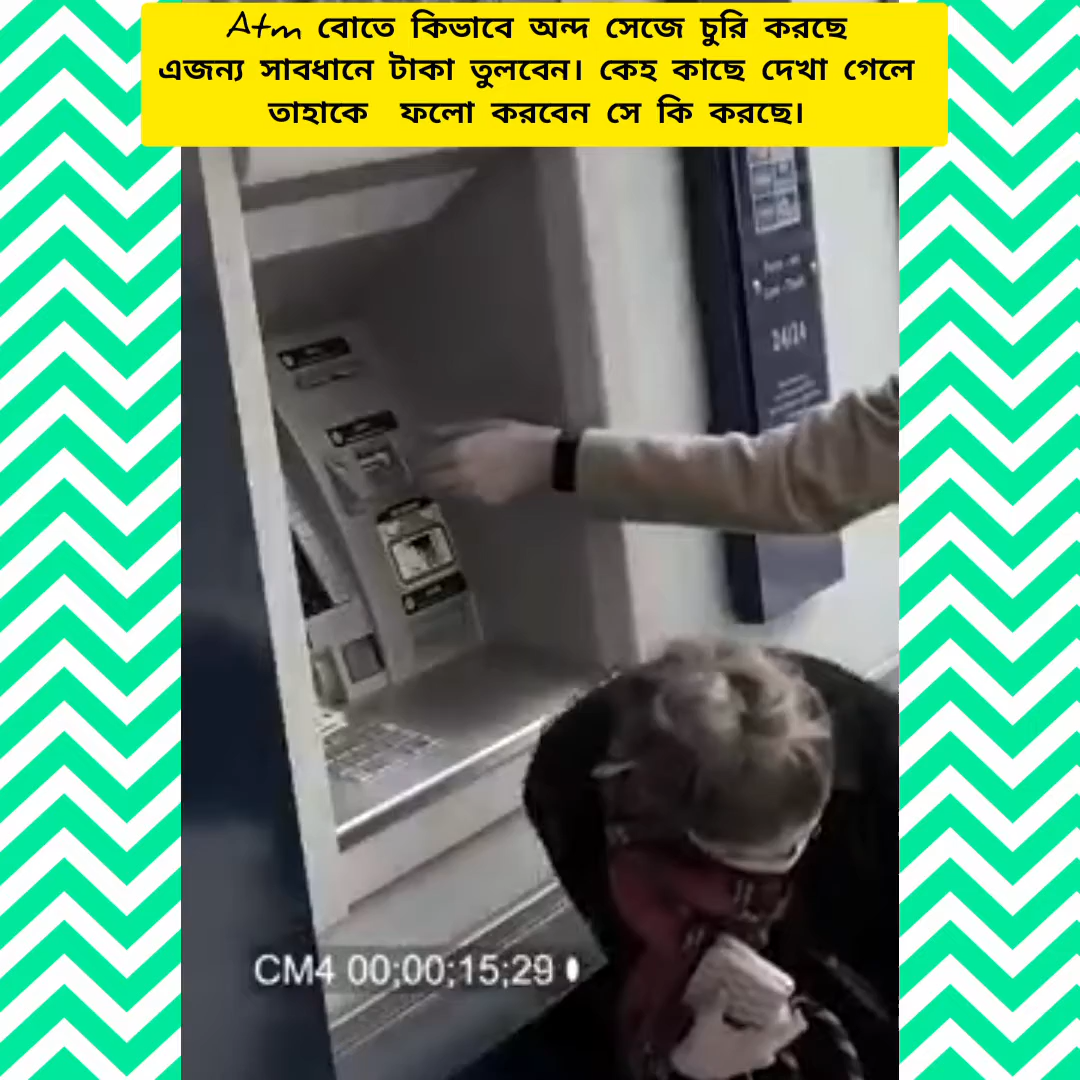 Atm বোতে কিভাবে অন্দ সেজে চুরি করছে
এজন্য সাবধানে টাকা তুলবেন। কেহ কাছে দেখা গেলে
তাহাকে ফলো করবেন সে কি করছে।
24/24
CM4 00;00;15;29